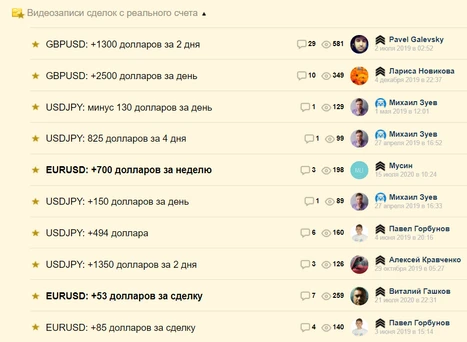 Видеозаписи сделок с реального счета ▲
GBPUSD: +1300 долларов за 2 дня 29 581 Pavel Galevsky
2019 в 02:52
GBPUSD: +2500 долларов за день 10 349 Лариса Новикова
4 декабря 2019 в 22:37
USDJPY: минус 130 долларов за день 1 129 Михаил Зуев
1 мая 2019 в 12:01
USDJPY: 825 долларов за 4 дня 1 99 Михаил Зуев
27 апреля 2019 в 16:52
EURUSD: +700 долларов за неделю 3 198 Мусин
15 июля 2020 в 10:24
USDJPY: +150 долларов за день 1 89 Михаил Зуев
27 апреля 2019 в 16:33
USDJPY: +494 доллара 6 160 Павел Горбунов
4 июня 2019 в 20:16
USDJPY: +1350 долларов за 2 дня 3 126 Алексей Кравченко
29 октября 2019 в 05:27
EURUSD: +53 долларов за сделку 7 259 Виталий Гашков
21 июля 2020 в 22:31
EURUSD: +85 долларов за сделку 4 140 Павел Горбунов
3 июня 2019 в 15:14